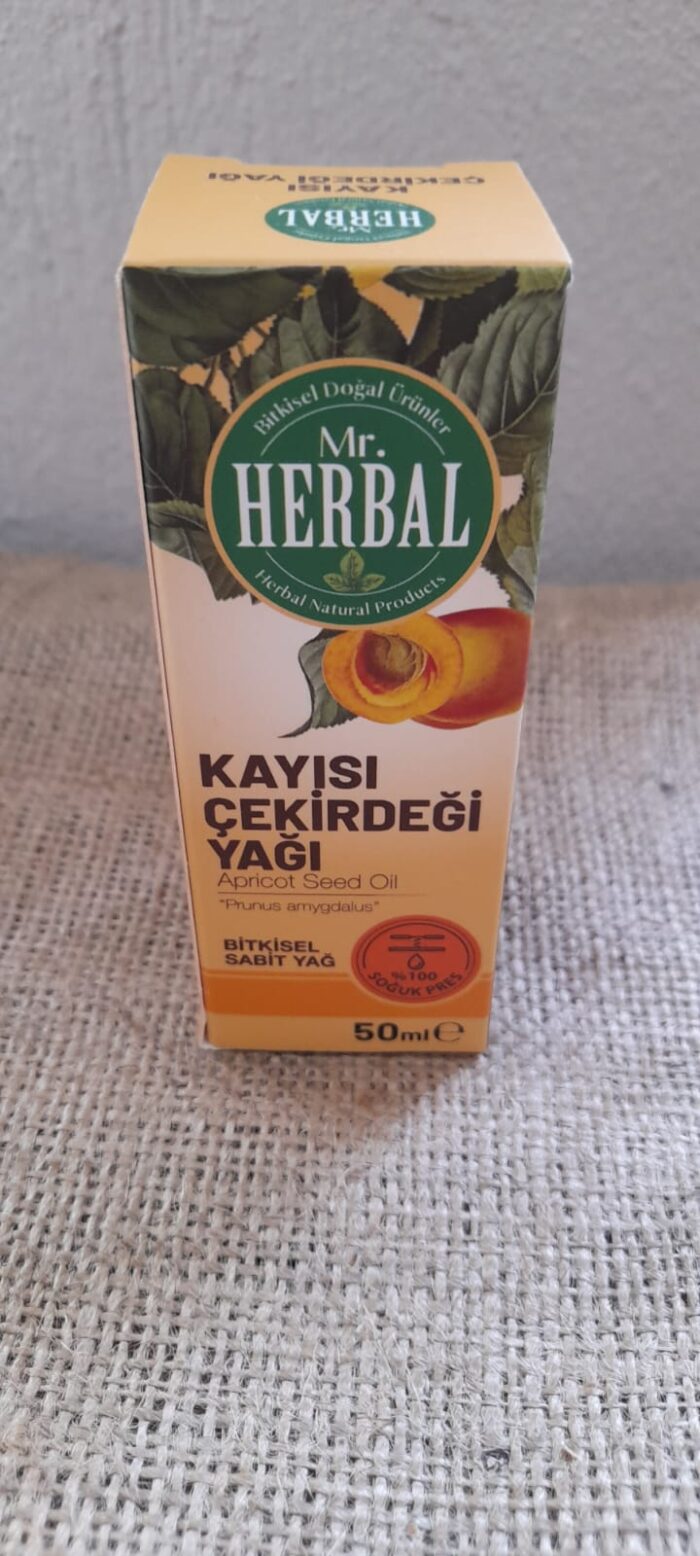 KAYISI
ÇEKİRDEĞİ YAĞI
Mr.
HERBAL
Bitkisel Doğal Ürünler
Mr.
HERBAL
Herbal Natural Products
KAYISI
ÇEKİRDEĞİ
YAĞI
Apricot Seed Oil
"Prunus amygdalus"
BİTKİSEL
SABİT YAĞ
%100
SOĞUK PRES
50ml℮